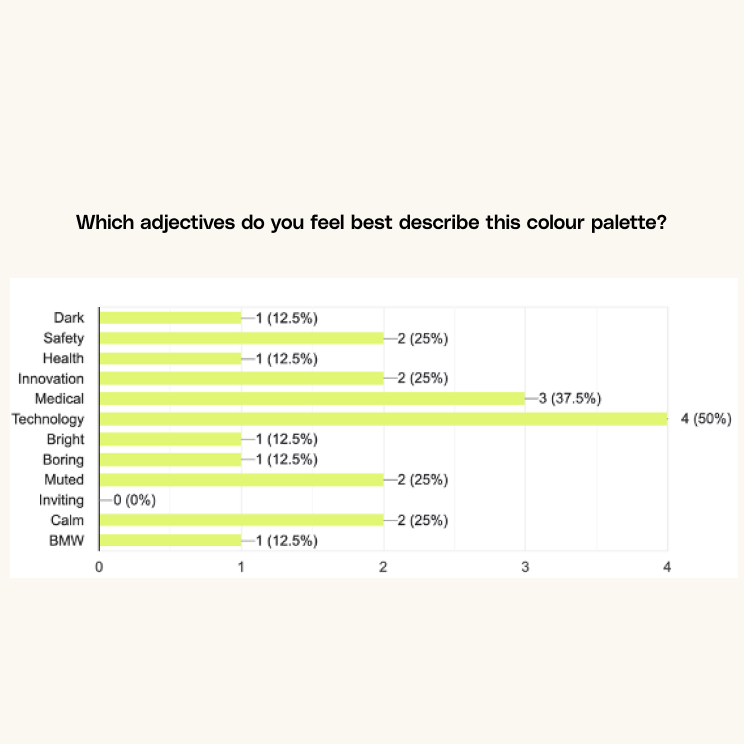 Which adjectives do you feel best describe this colour palette?
Dark 1 (12.5%)
Safety 2 (25%)
Health 1 (12.5%)
Innovation 2 (25%)
Medical 3 (37.5%)
Technology 4 (50%)
Bright 1 (12.5%)
Boring 1 (12.5%)
Muted 2 (25%)
Inviting 0 (0%)
Calm 2 (25%)
BMW 1 (12.5%)
0 1 2 3 4